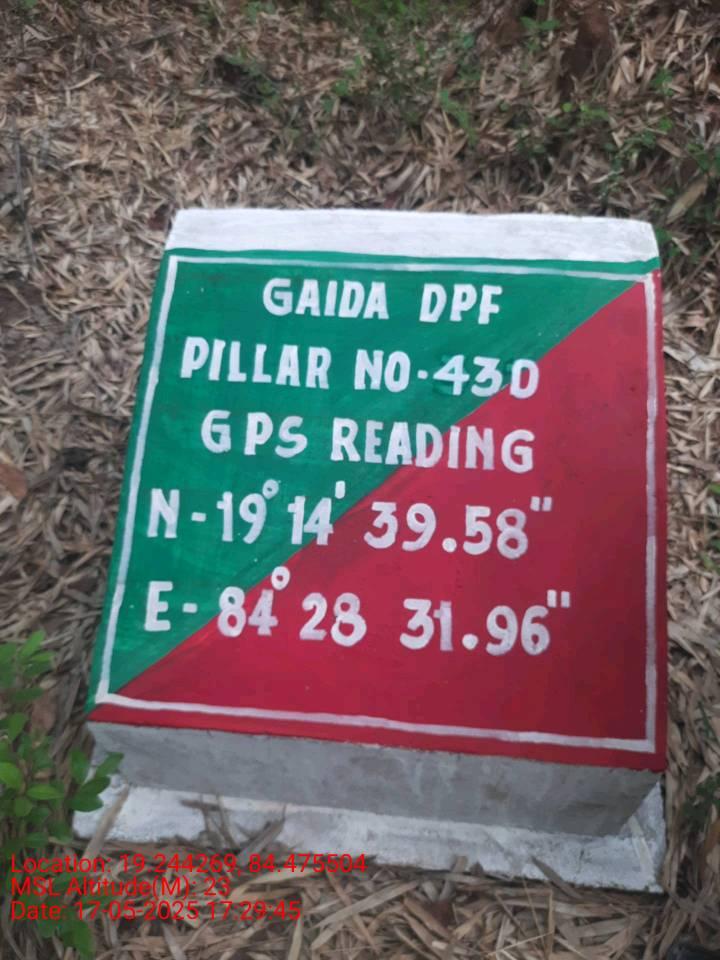 GAIDA DPF
PILLAR NO-430
GPS READING
N-19° 14' 39.58"
E-84° 28 31.96"
Location: 19.244269, 84.475504
MSL Altitude(M): 23
Date: 17-05-2025 17:29:45